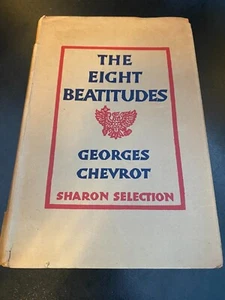 THE
EIGHT
BEATITUDES
GEORGES
CHEVROT
SHARON SELECTION